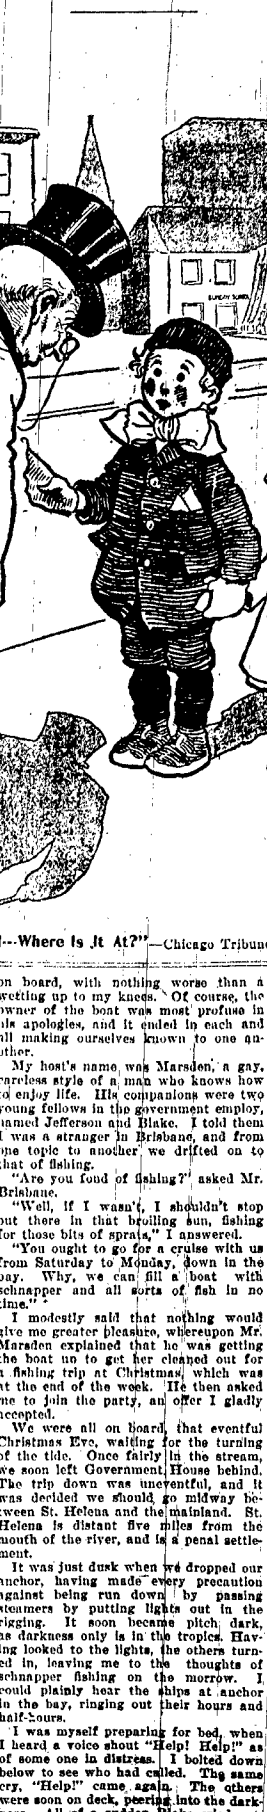 SUNDAY SCHOOL
--Where Is It At?"—Chicago Tribune
on board, with nothing worse than a
wetting up to my knees. Of course, the
owner of the boat was most profuse in
his apologies, and it ended in each and
all making ourselves known to one an-
other.
My host's name was Marsden, a gay,
careless style of a man who knows how
to enjoy life. His companions were two
young fellows in the government employ,
named Jefferson and Blake. I told them
I was a stranger in Brisbane, and from
one topic to another we drifted on to
that of fishing.
"Are you fond of fishing?" asked Mr.
Brisbane.
"Well, if I wasn't, I shouldn't stop
out there in that broiling sun, fishing
for those bits of sprats," I answered.
"You ought to go for a cruise with us
from Saturday to Monday, down in the
bay. Why, we can fill a boat with
schnapper and all sorts of fish in no
time."
I modestly said that nothing would
give me greater pleasure, whereupon Mr.
Marsden explained that he was getting
the boat up to get her cleaned out for
a fishing trip at Christmas, which was
at the end of the week. He then asked
me to join the party, an offer I gladly
accepted.
We were all on board, that eventful
Christmas Eve, waiting for the turning
of the tide. Once fairly in the stream,
we soon left Government House behind.
The trip down was uneventful, and it
was decided we should go midway be-
tween St. Helena and the mainland. St.
Helena is distant five miles from the
mouth of the river, and is a penal settle-
ment.
It was just dusk when we dropped our
anchor, having made every precaution
against being run down by passing
steamers by putting lights out in the
rigging. It soon became pitch dark,
as darkness only is in the tropics. Hav-
ing looked to the lights, the others turn-
ed in, leaving me to the thoughts of
schnapper fishing on the morrow. I
could plainly hear the ships at anchor
in the bay, ringing out their hours and
half-hours.
I was myself preparing for bed, when
I heard a voice shout "Help! Help!" as
of some one in distress. I bolted down
below to see who had called. The same
cry, "Help!" came again. The others
were soon on deck, peering into the dark-